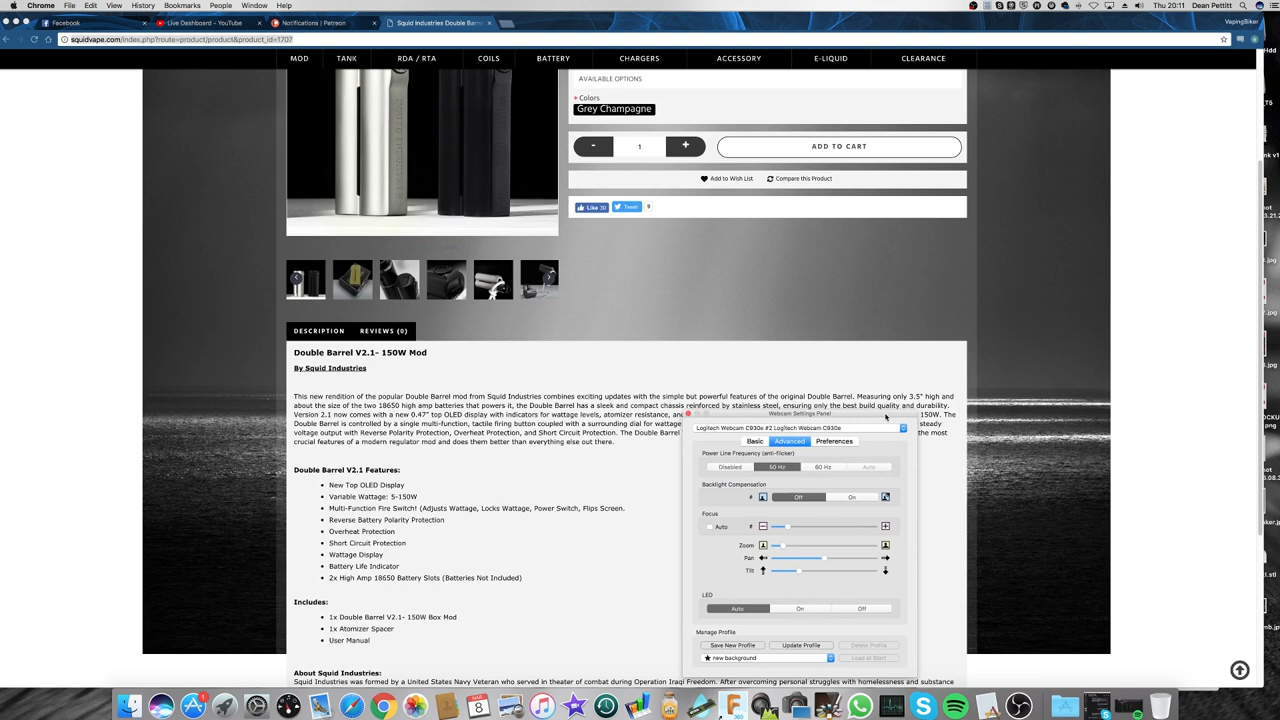 Chrome File Edit View History Bookmarks People Window Help
Thu 20:11 Dean Pettitt
Facebook
Live Dashboard - YouTube
Notifications | Patreon
Squid Industries Double Barre
VapingBiker
squidvape.com/index.php?route=product/product&product_id=1707
MOD TANK RDA / RTA COILS BATTERY CHARGERS ACCESSORY E-LIQUID CLEARANCE
AVAILABLE OPTIONS
* Colors
Grey Champagne
- 1 + ADD TO CART
Add to Wish List Compare this Product
Like 30 Tweet 9
DESCRIPTION REVIEWS (0)
Double Barrel V2.1- 150W Mod
By Squid Industries
This new rendition of the popular Double Barrel mod from Squid Industries combines exciting updates with the simple but powerful features of the original Double Barrel. Measuring only 3.5" high and
about the size of the two 18650 high amp batteries that powers it, the Double Barrel has a sleek and compact chassis reinforced by stainless steel, ensuring only the best build quality and durability.
Version 2.1 now comes with a new 0.47" top OLED display with indicators for wattage levels, atomizer resistance, and 150W. The
Double Barrel is controlled by a single multi-function, tactile firing button coupled with a surrounding dial for wattage steady
voltage output with Reverse Polarity Protection, Overheat Protection, and Short Circuit Protection. The Double Barrel the most
crucial features of a modern regulator mod and does them better than everything else out there.
Double Barrel V2.1 Features:
• New Top OLED Display
• Variable Wattage: 5-150W
• Multi-Function Fire Switch! (Adjusts Wattage, Locks Wattage, Power Switch, Flips Screen.
• Reverse Battery Polarity Protection
• Overheat Protection
• Short Circuit Protection
• Wattage Display
• Battery Life Indicator
• 2x High Amp 18650 Battery Slots (Batteries Not Included)
Includes:
• 1x Double Barrel V2.1- 150W Box Mod
• 1x Atomizer Spacer
• User Manual
About Squid Industries:
Squid Industries was formed by a United States Navy Veteran who served in theater of combat during Operation Iraqi Freedom. After overcoming personal struggles with homelessness and substance
Webcam Settings Panel
Logitech Webcam C930e #2 Logitech Webcam C930e
Basic Advanced Preferences
Power Line Frequency (anti-flicker)
Disabled 50 Hz 60 Hz Auto
Backlight Compensation
# Off On
Focus
Auto #
Zoom
Pan
Tilt
LED
Auto On Off
Manage Profile
Save New Profile Update Profile Delete Profile
★ new background Load at Start
MAR
8
1
F
360